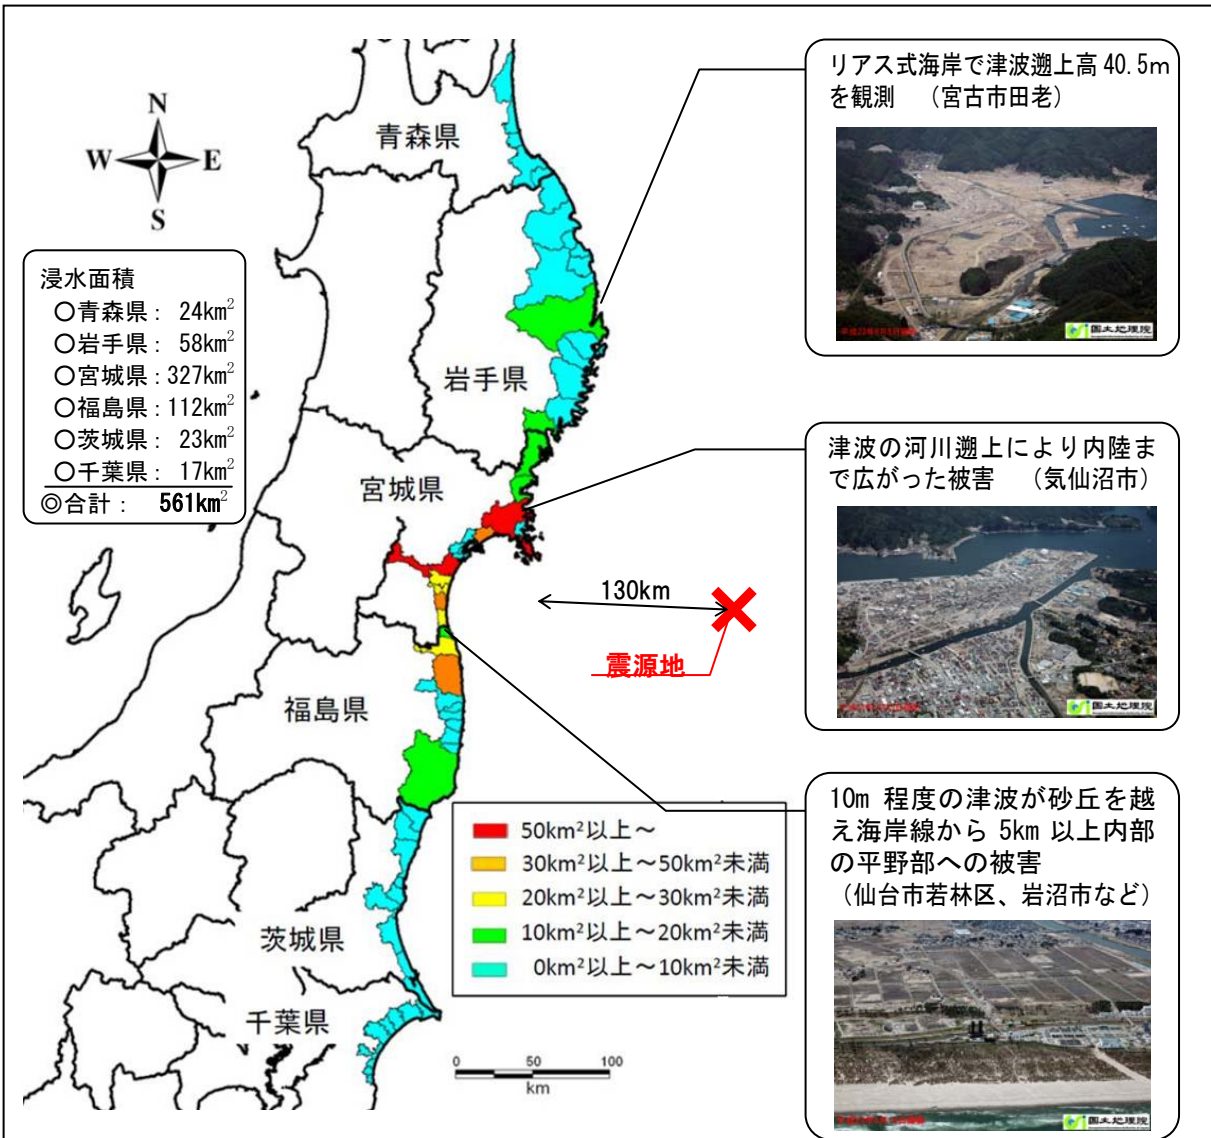 N
W E
S
浸水面積
○青森県： 24km²
○岩手県： 58km²
○宮城県：327km²
○福島県：112km²
○茨城県： 23km²
○千葉県： 17km²
◎合計： 561km²
青森県
岩手県
宮城県
福島県
茨城県
千葉県
130km
震源地
50km²以上～
30km²以上～50km²未満
20km²以上～30km²未満
10km²以上～20km²未満
0km²以上～10km²未満
0 50 100
km
リアス式海岸で津波遡上高 40.5m
を観測 （宮古市田老）
国土地理院
津波の河川遡上により内陸ま
で広がった被害 （気仙沼市）
国土地理院
10m 程度の津波が砂丘を越
え海岸線から 5km 以上内部
の平野部への被害
（仙台市若林区、岩沼市など）
国土地理院